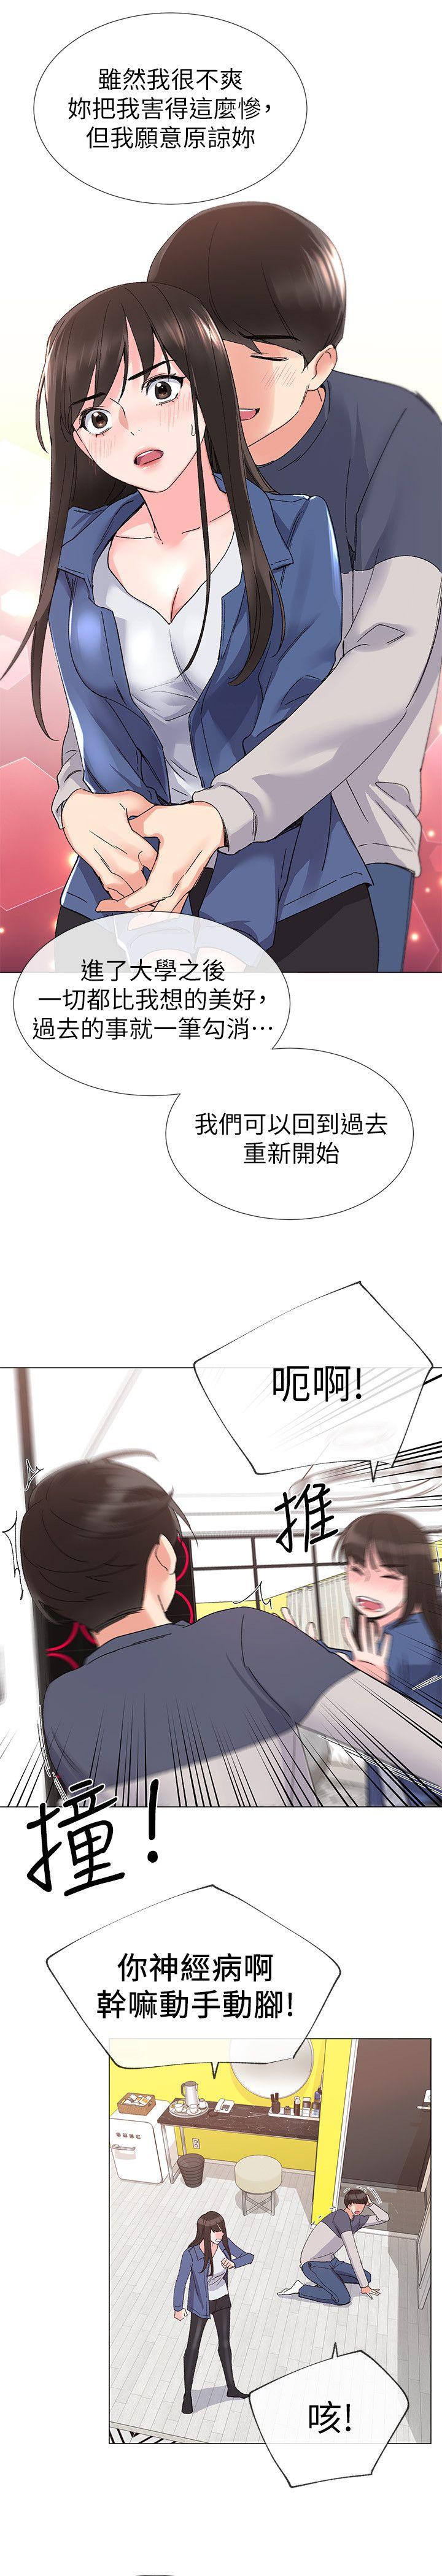 雖然我很不爽
妳把我害得這麼慘，
但我願意原諒妳
進了大學之後
一切都比我想的美好，
過去的事就一筆勾消⋯
我們可以回到過去
重新開始
呃啊！
推
撞！
你神經病啊
幹嘛動手動腳！
咳！